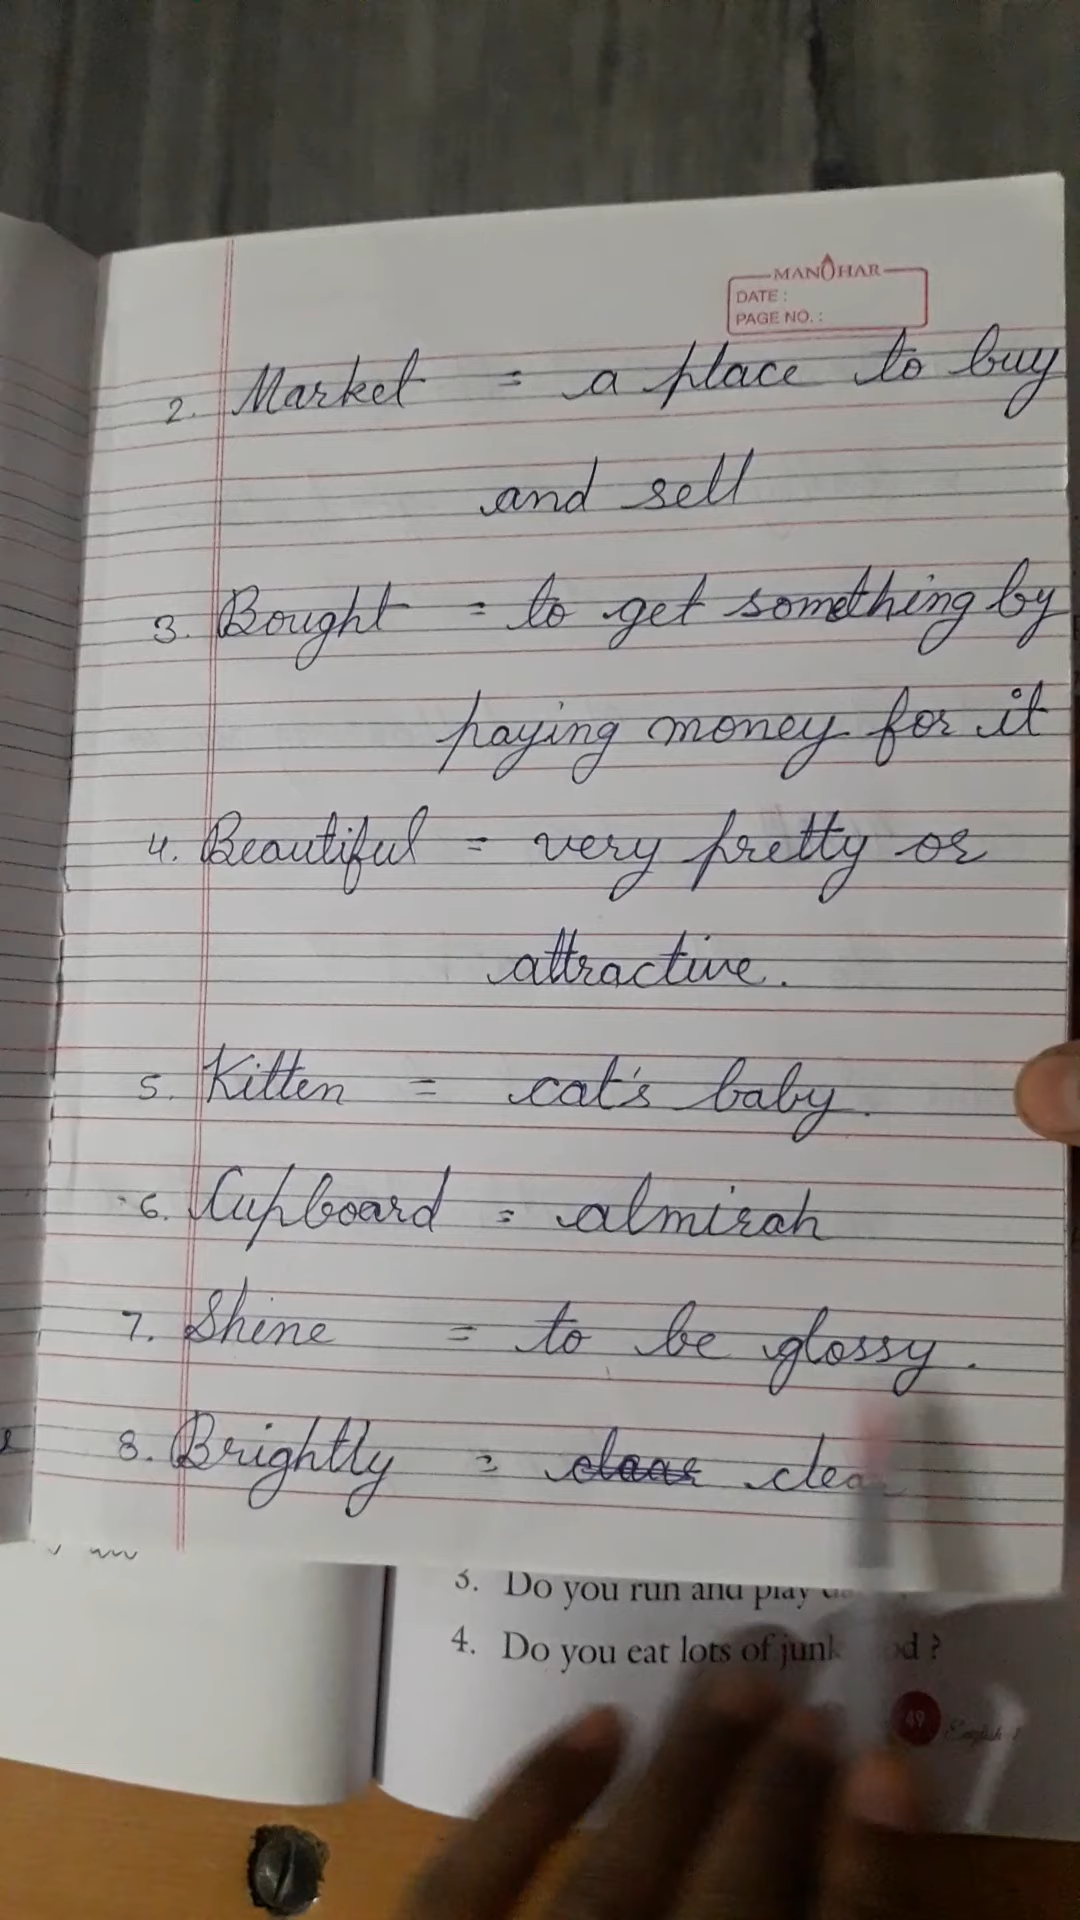 MANOHAR
DATE :
PAGE NO. :
2. Market = a place to buy
and sell
3. Bought = to get something by
paying money for it
4. Beautiful = very pretty or
attractive.
5. Kitten = cat's baby.
6. Cupboard = almirah
7. Shine = to be glossy.
8. Brightly =
3. Do you run and play
4. Do you eat lots of
49
English